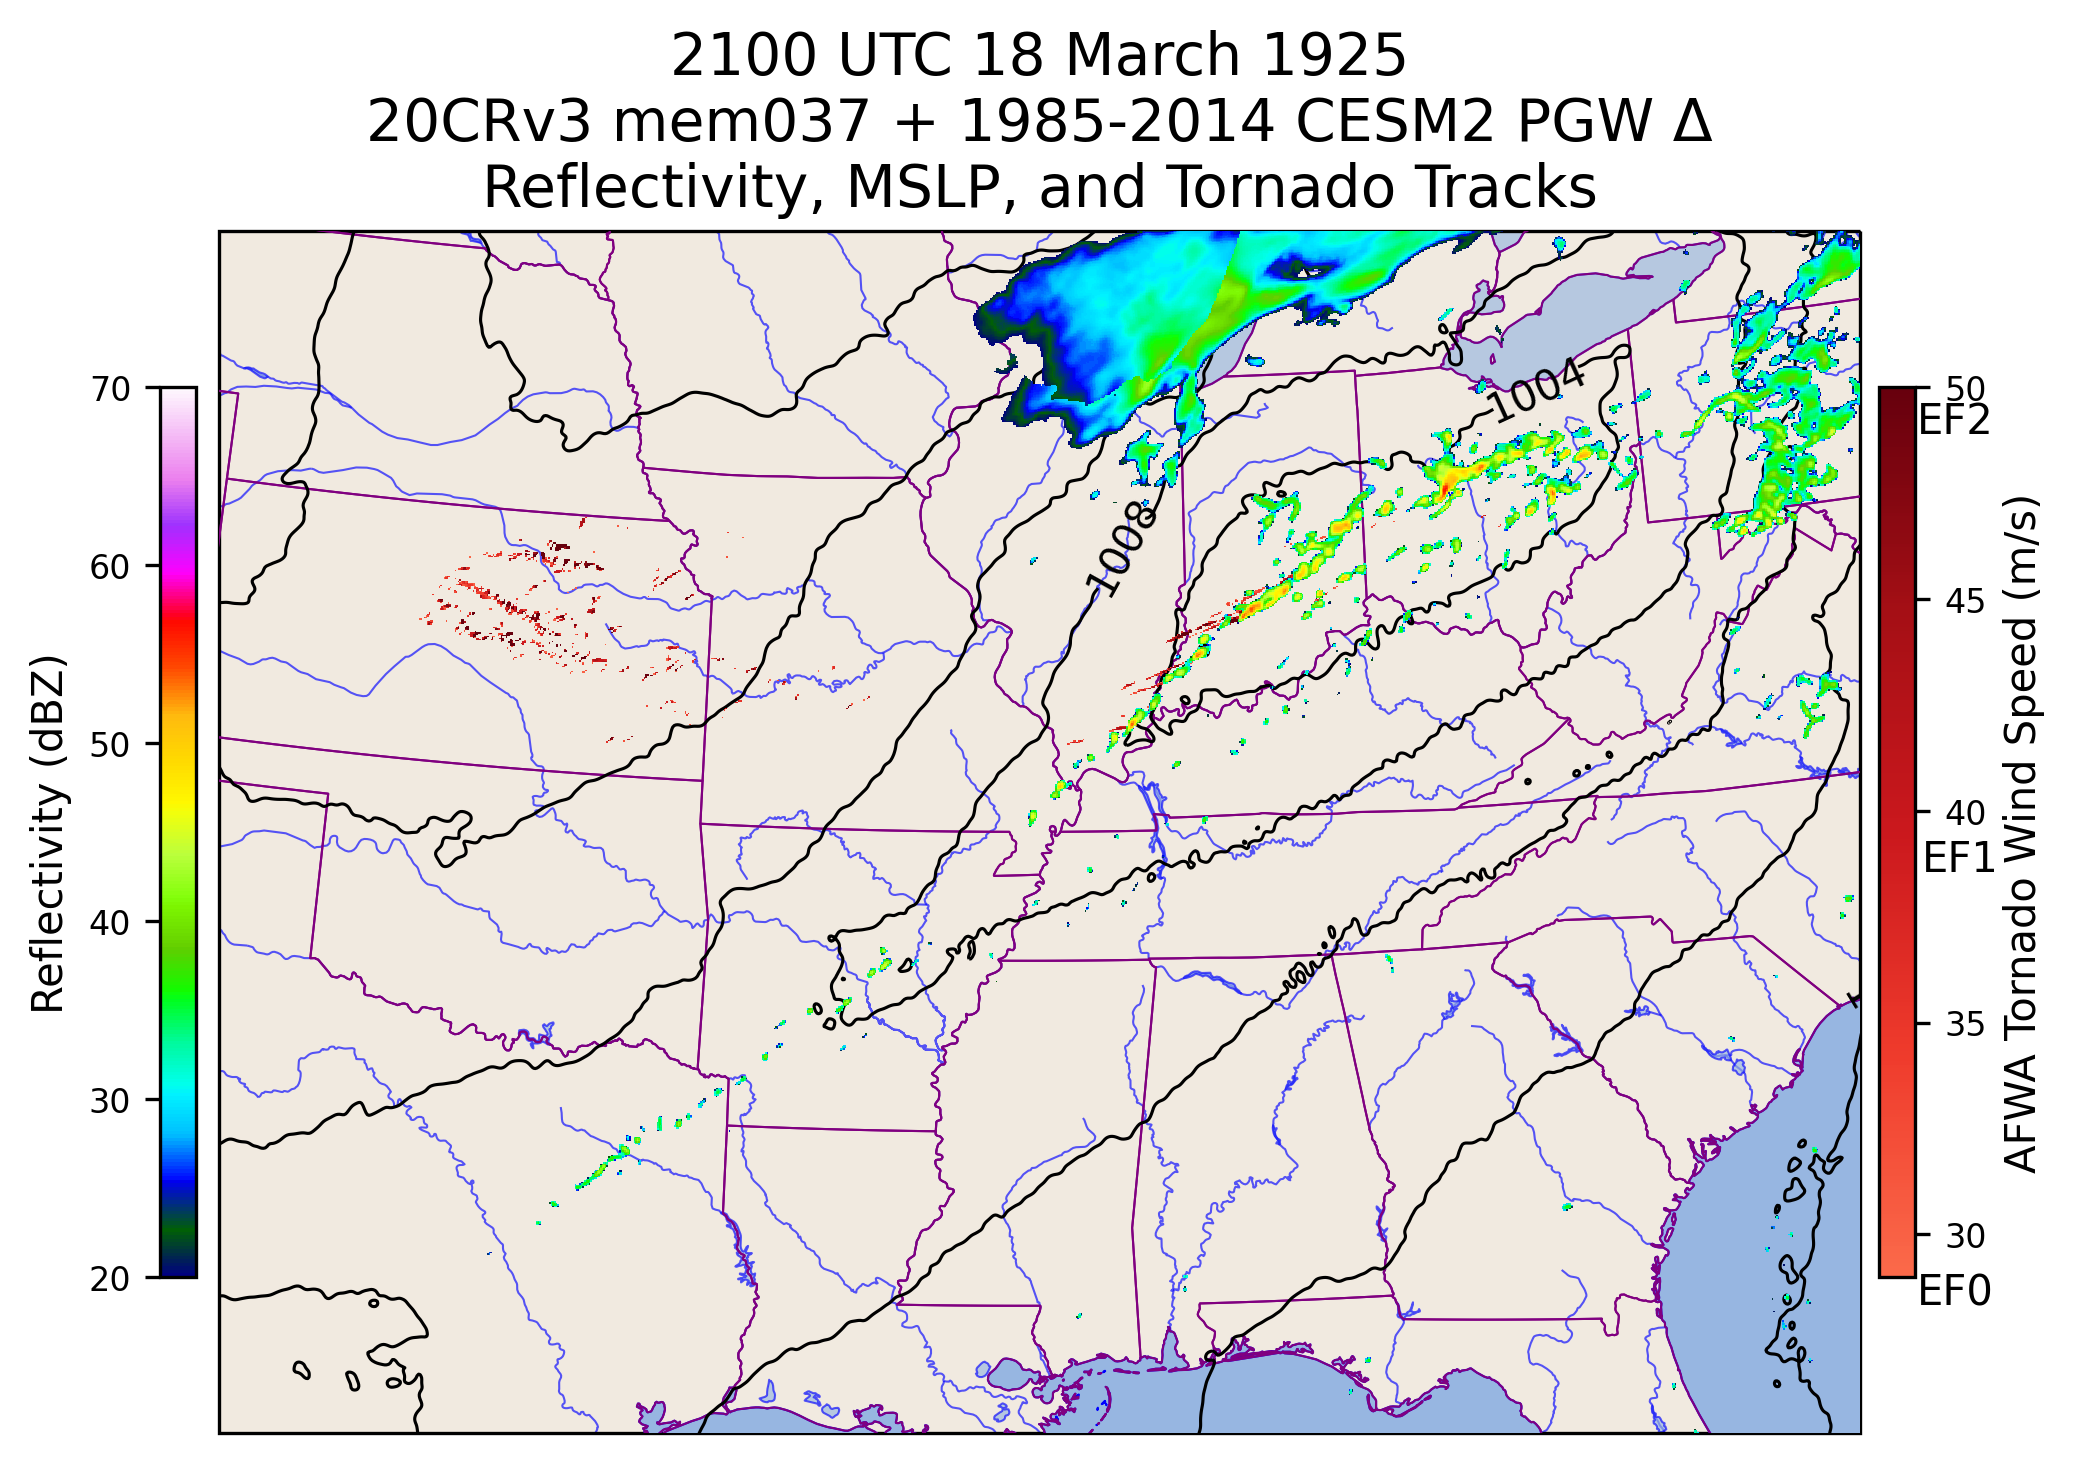 2100 UTC 18 March 1925
20CRv3 mem037 + 1985-2014 CESM2 PGW Δ
Reflectivity, MSLP, and Tornado Tracks
Reflectivity (dBZ)
70
60
50
40
30
20
1004
1008
50
EF2
45
40
EF1
35
30
EF0
AFWA Tornado Wind Speed (m/s)